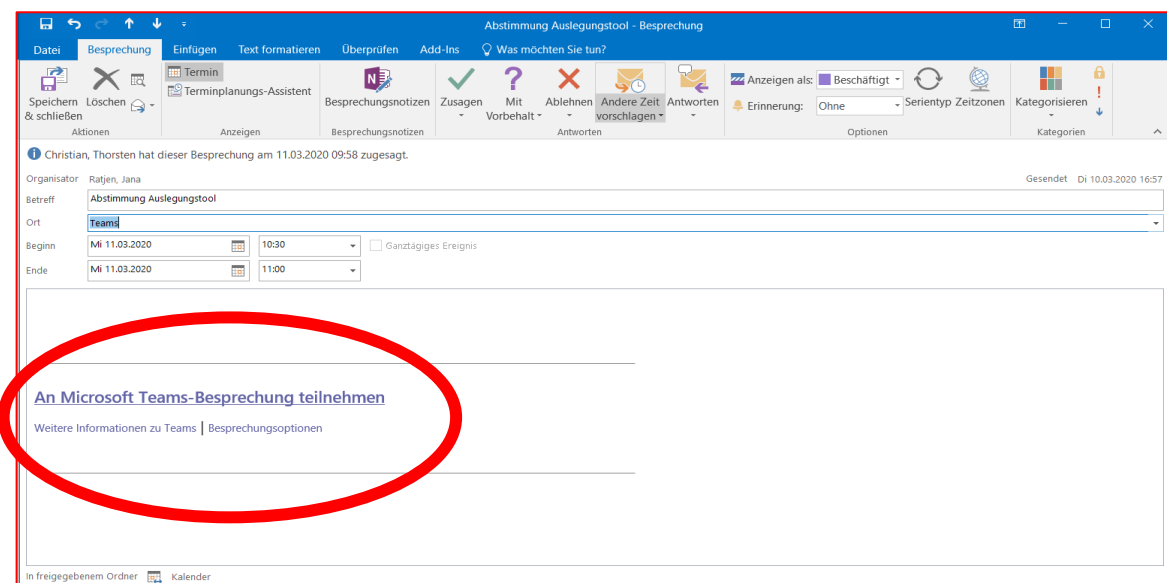 Abstimmung Auslegungstool - Besprechung
Datei Besprechung Einfügen Text formatieren Überprüfen Add-Ins Was möchten Sie tun?
Speichern & schließen
Löschen
Aktionen
Termin
Terminplanungs-Assistent
Anzeigen
Besprechungsnotizen
Besprechungsnotizen
Zusagen
Mit Vorbehalt
Ablehnen
Andere Zeit vorschlagen
Antworten
Antworten
Anzeigen als: Beschäftigt
Erinnerung: Ohne
Serientyp
Zeitzonen
Optionen
Kategorisieren
Kategorien
Christian, Thorsten hat dieser Besprechung am 11.03.2020 09:58 zugesagt.
Organisator Ratjen, Jana Gesendet Di 10.03.2020 16:57
Betreff Abstimmung Auslegungstool
Ort Teams
Beginn Mi 11.03.2020 10:30 Ganztägiges Ereignis
Ende Mi 11.03.2020 11:00
An Microsoft Teams-Besprechung teilnehmen
Weitere Informationen zu Teams | Besprechungsoptionen
In freigegebenem Ordner Kalender